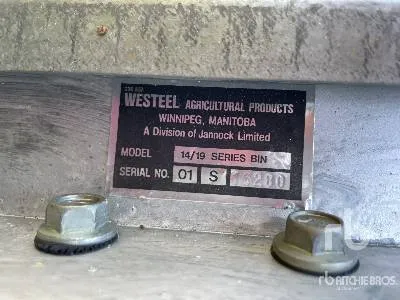 WESTEEL AGRICULTURAL PRODUCTS
WINNIPEG, MANITOBA
A Division of Jannock Limited
MODEL 14/19 SERIES BIN
SERIAL NO. 01 S
rb
RITCHIE BROS.